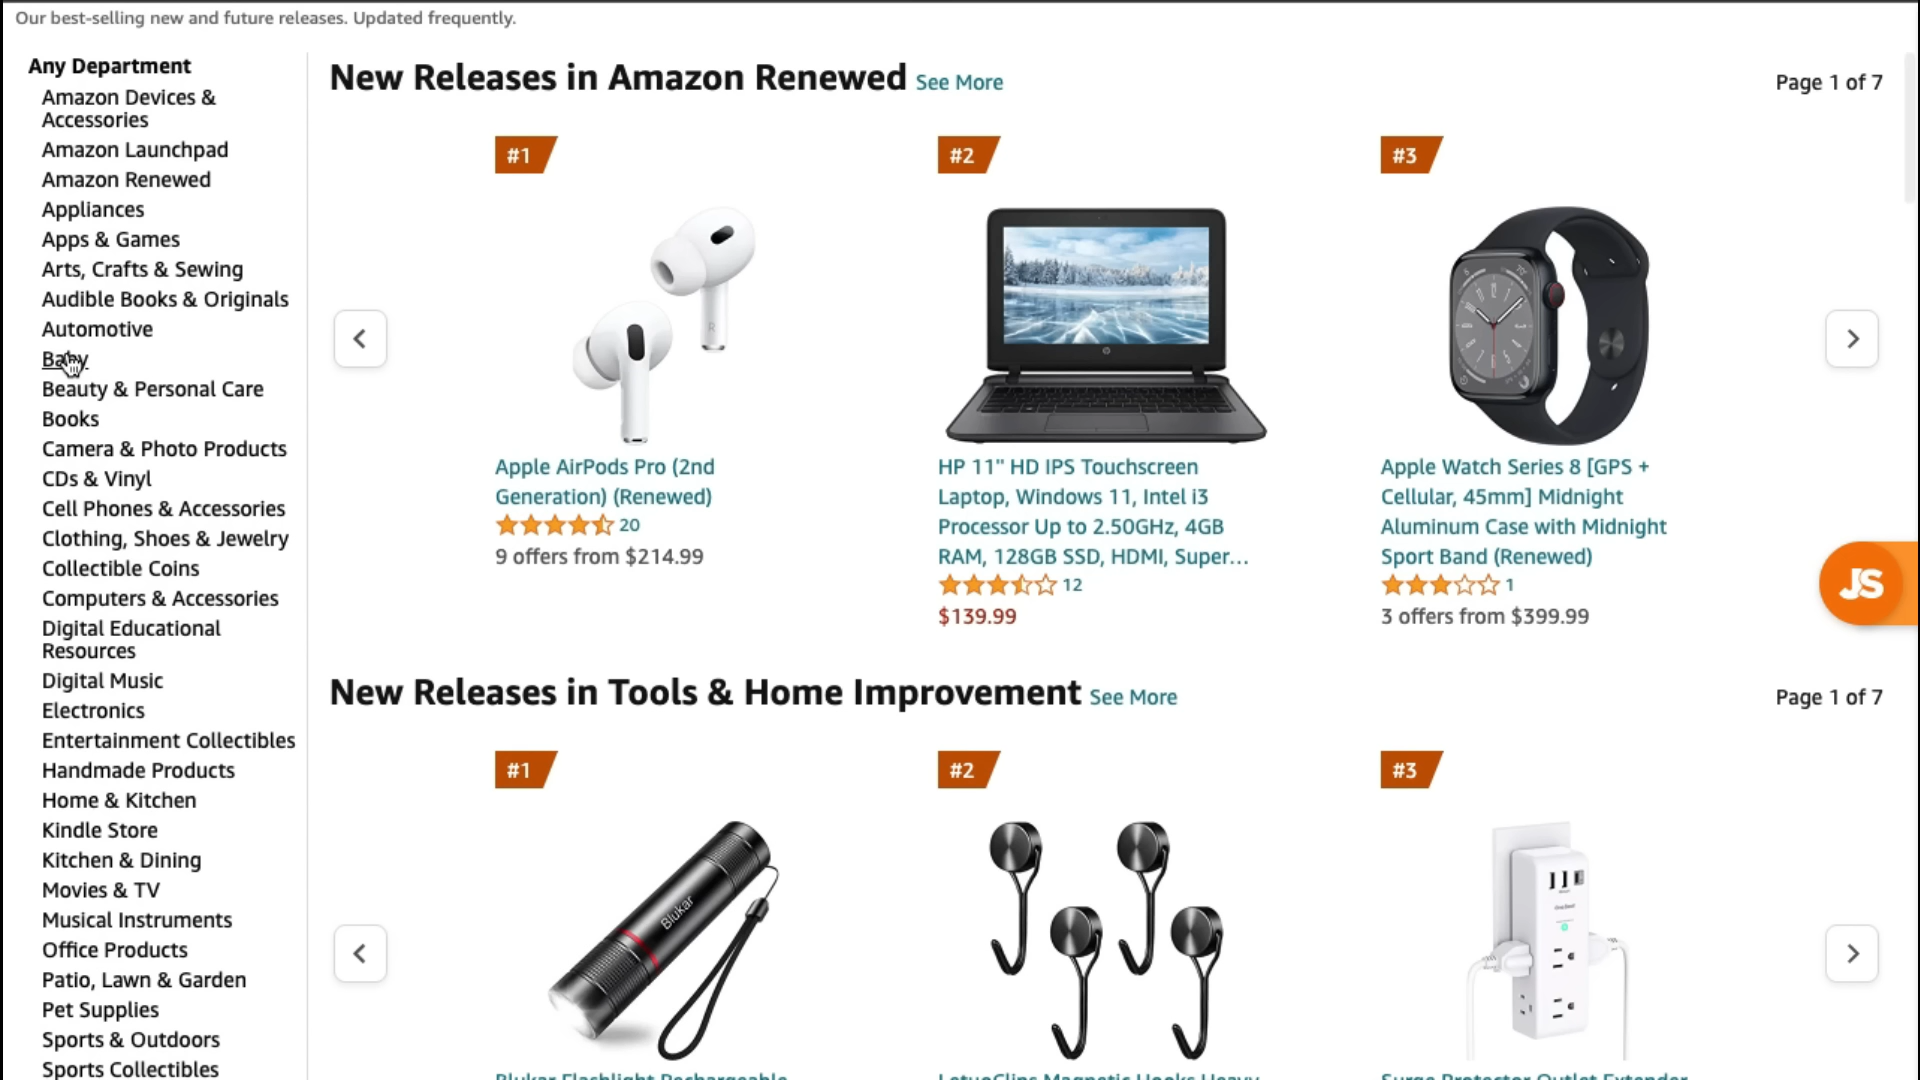 Our best-selling new and future releases. Updated frequently.
Any Department
Amazon Devices &
Accessories
Amazon Launchpad
Amazon Renewed
Appliances
Apps & Games
Arts, Crafts & Sewing
Audible Books & Originals
Automotive
Baby
Beauty & Personal Care
Books
Camera & Photo Products
CDs & Vinyl
Cell Phones & Accessories
Clothing, Shoes & Jewelry
Collectible Coins
Computers & Accessories
Digital Educational
Resources
Digital Music
Electronics
Entertainment Collectibles
Handmade Products
Home & Kitchen
Kindle Store
Kitchen & Dining
Movies & TV
Musical Instruments
Office Products
Patio, Lawn & Garden
Pet Supplies
Sports & Outdoors
Sports Collectibles
New Releases in Amazon Renewed See More
Page 1 of 7
#1
Apple AirPods Pro (2nd
Generation) (Renewed)
20
9 offers from $214.99
#2
HP 11" HD IPS Touchscreen
Laptop, Windows 11, Intel i3
Processor Up to 2.50GHz, 4GB
RAM, 128GB SSD, HDMI, Super...
12
$139.99
#3
Apple Watch Series 8 [GPS +
Cellular, 45mm] Midnight
Aluminum Case with Midnight
Sport Band (Renewed)
1
3 offers from $399.99
JS
New Releases in Tools & Home Improvement See More
Page 1 of 7
#1
Blukar
Blukar Flashlight Rechargeable
#2
LotusClips Magnetic Hooks Heavy
#3
Surge Protector Outlet Extender